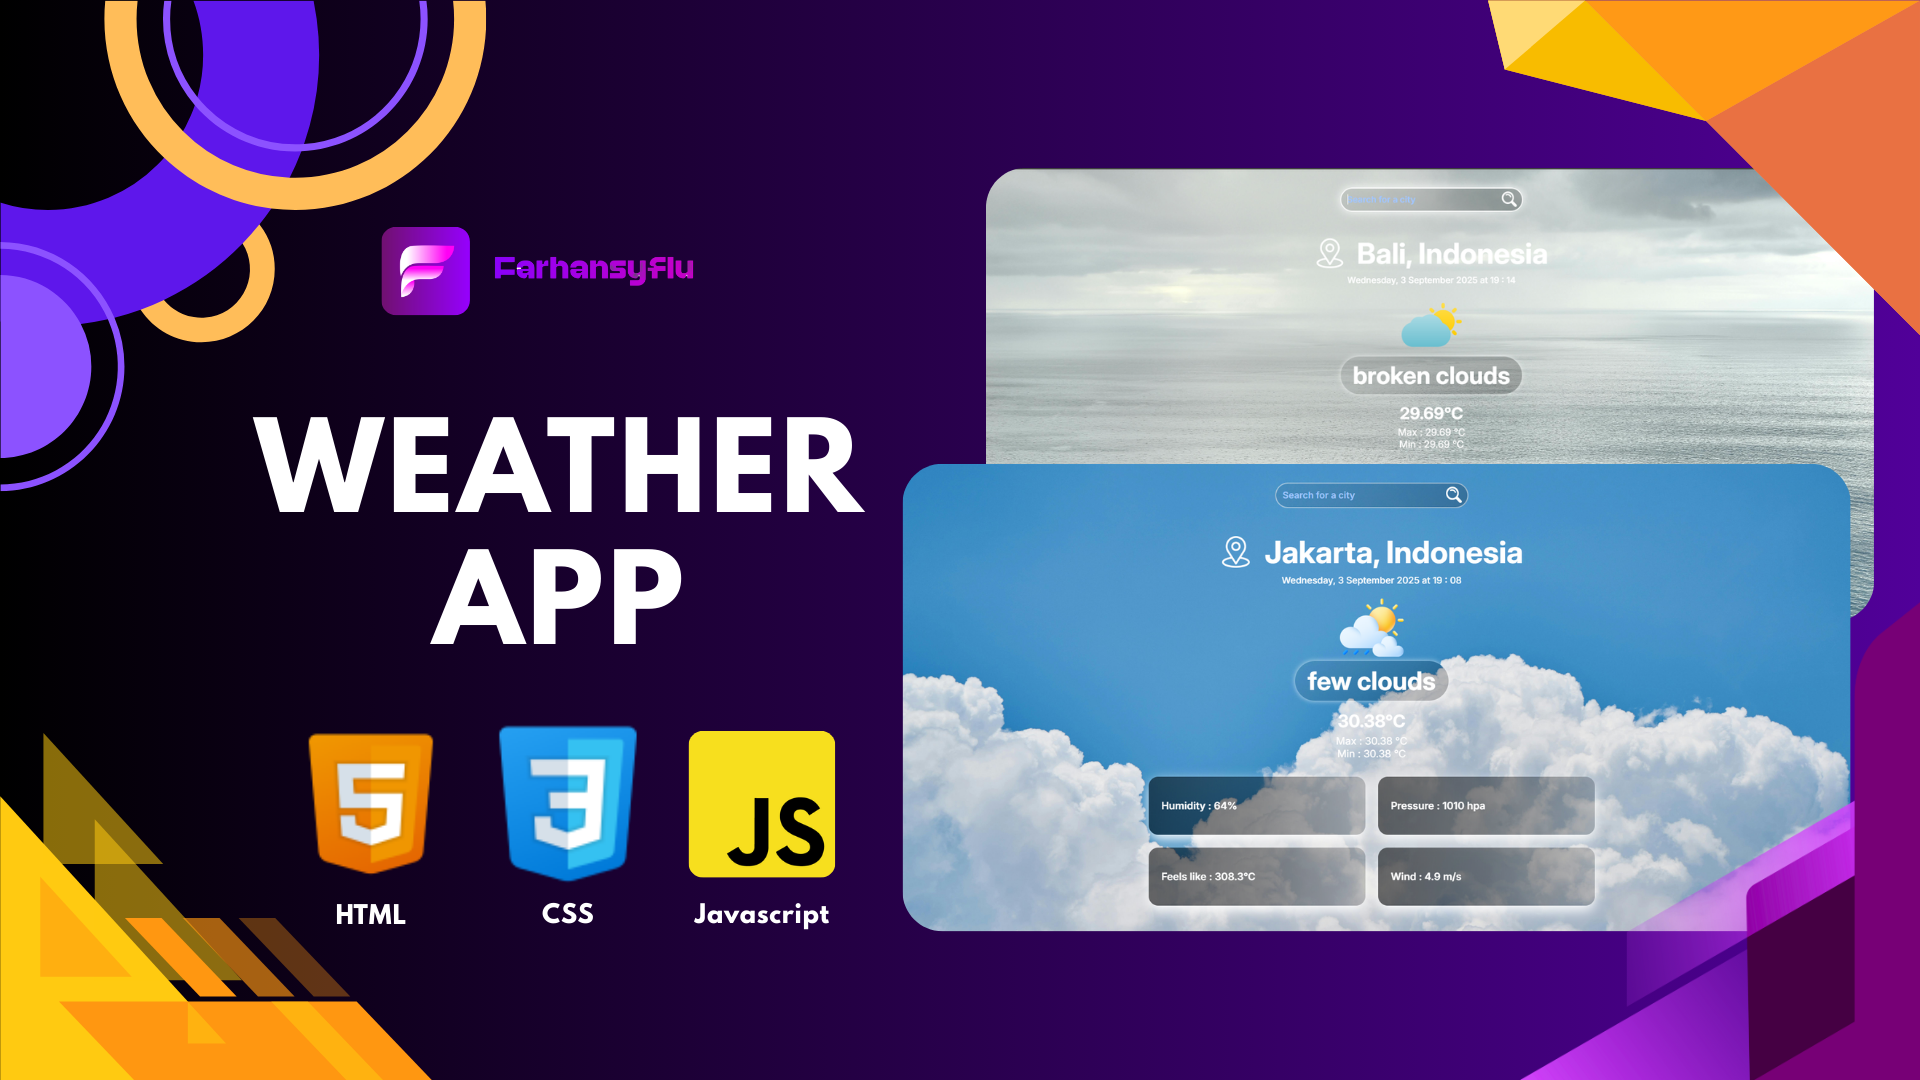 Farhansyflu
WEATHER
APP
HTML
CSS
JS
Javascript
Bali, Indonesia
Wednesday, 3 September 2025 at 19 : 14
broken clouds
29.69°C
Max : 29.69 °C
Min : 29.69 °C
Search for a city
Jakarta, Indonesia
Wednesday, 3 September 2025 at 19 : 08
few clouds
30.38°C
Max : 30.38 °C
Min : 30.38 °C
Humidity : 64%
Pressure : 1010 hpa
Feels like : 308.3°C
Wind : 4.9 m/s